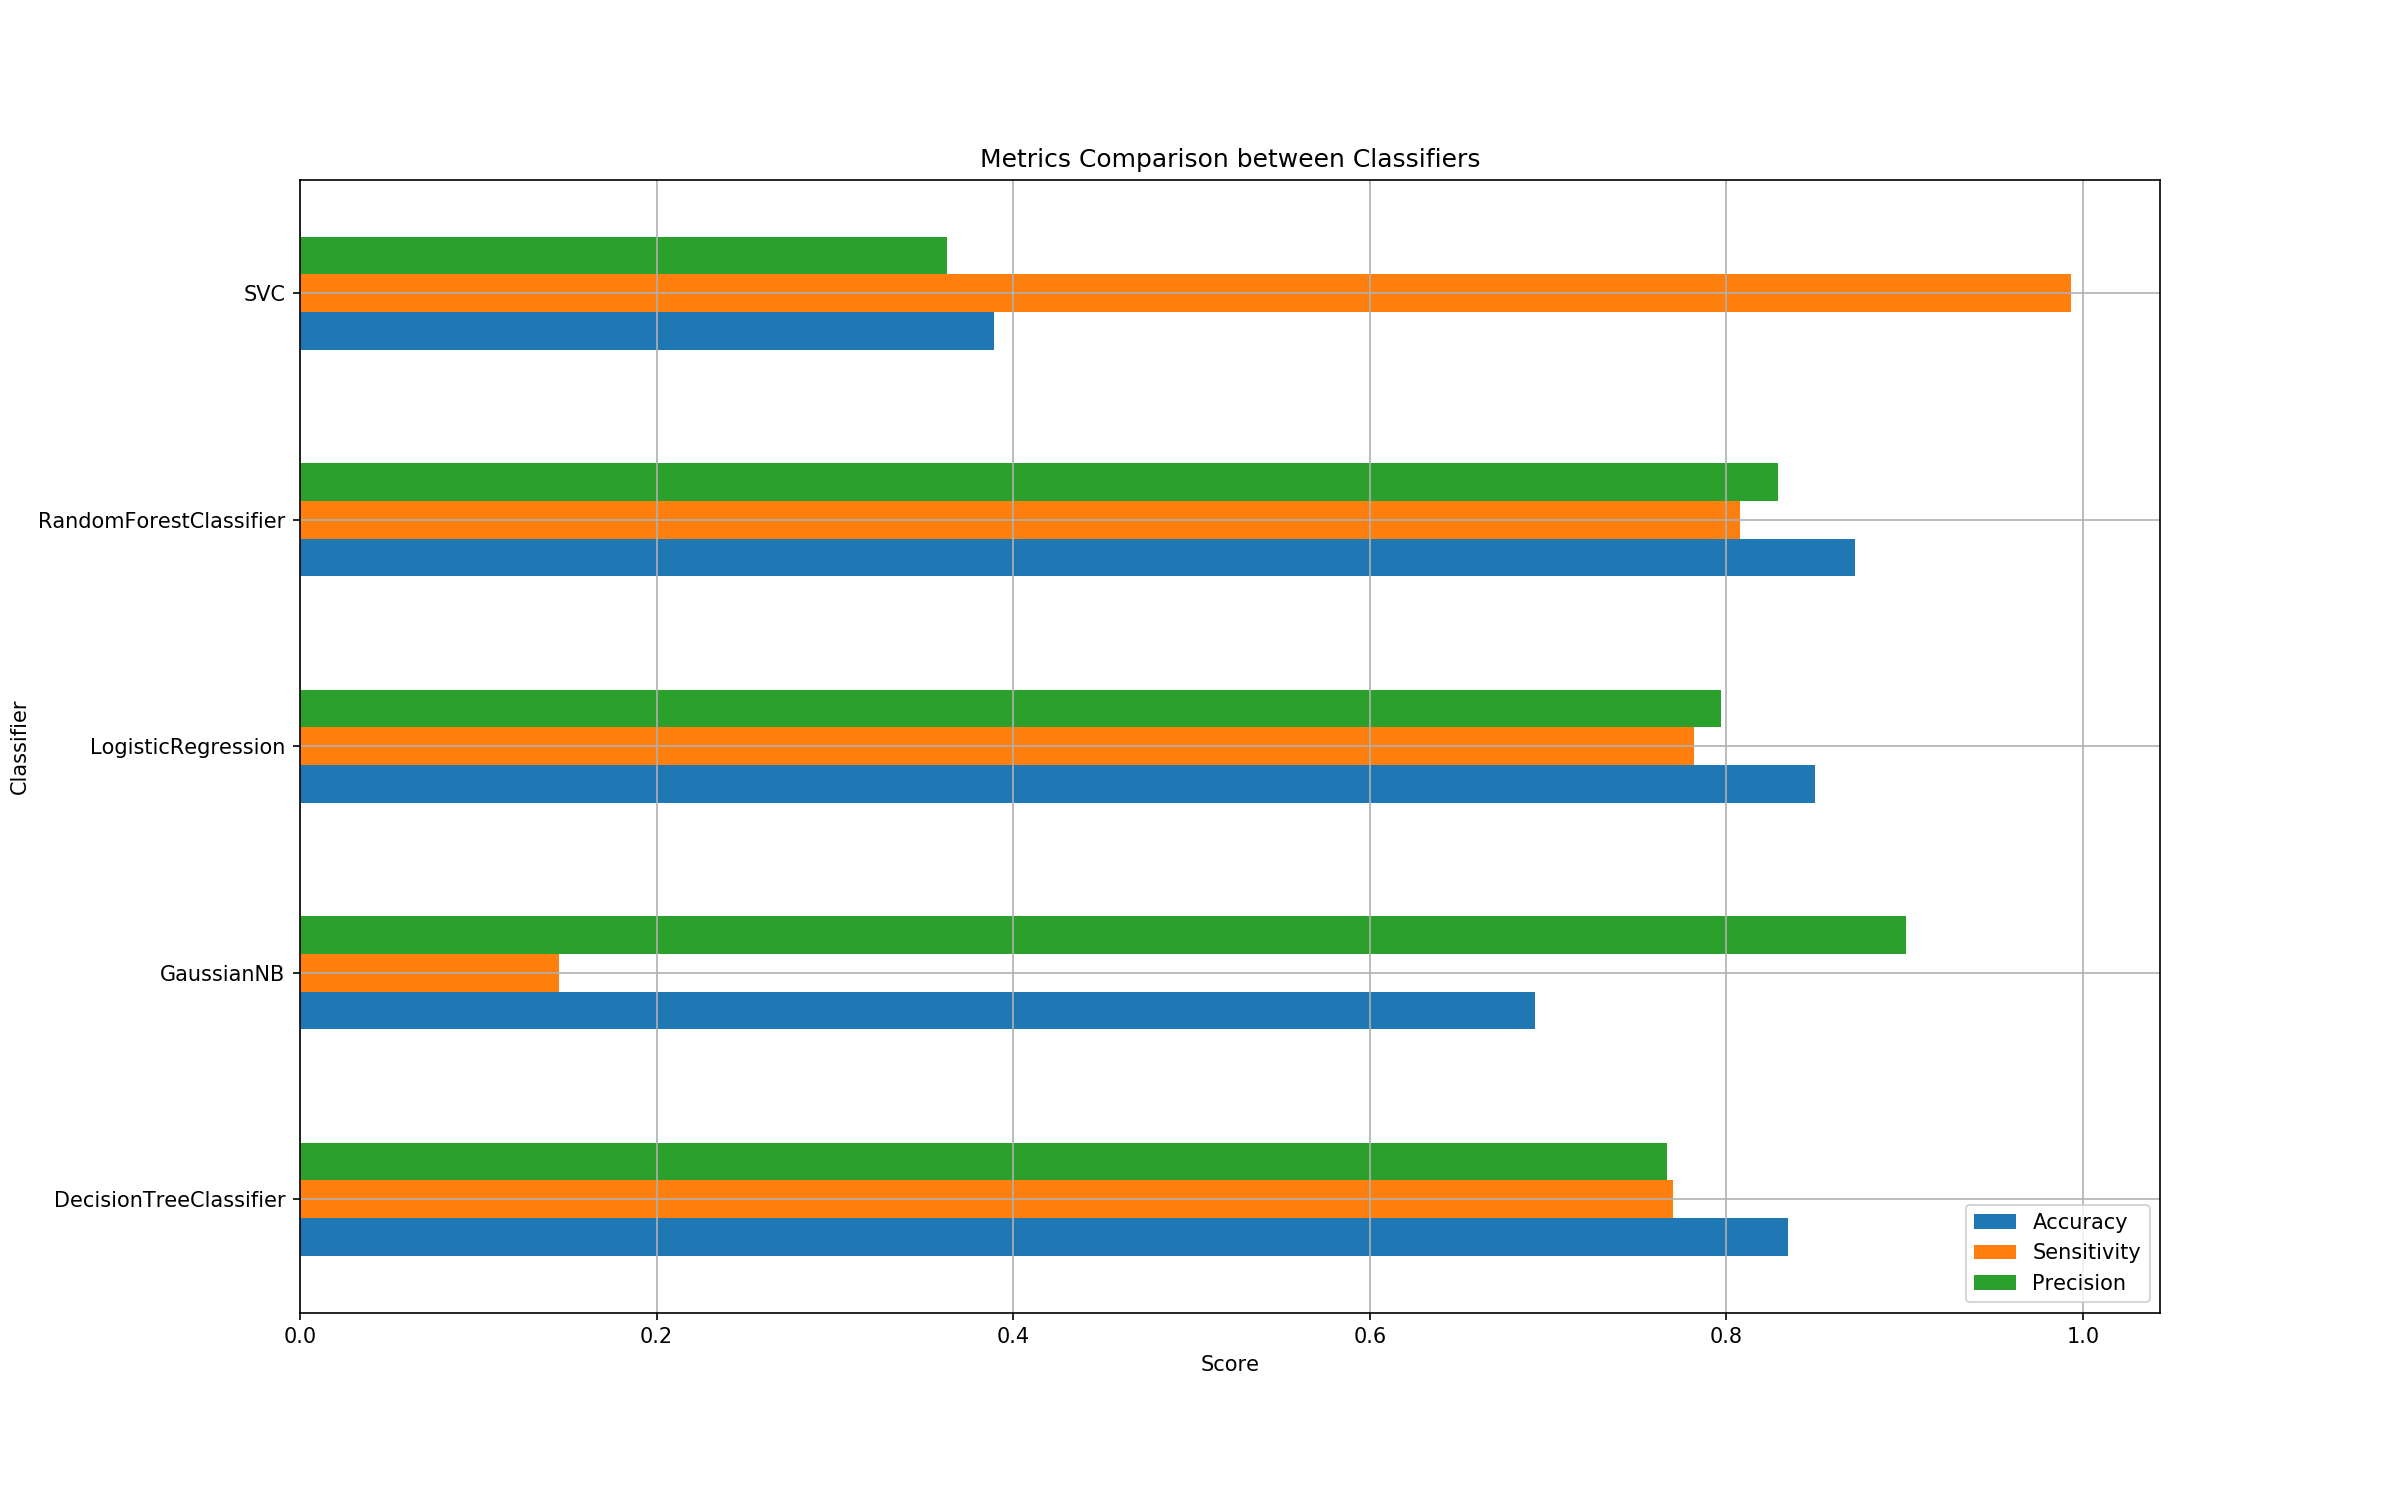 Metrics Comparison between Classifiers
SVC
RandomForestClassifier
LogisticRegression
GaussianNB
DecisionTreeClassifier
Classifier
Accuracy
Sensitivity
Precision
0.0 0.2 0.4 0.6 0.8 1.0
Score